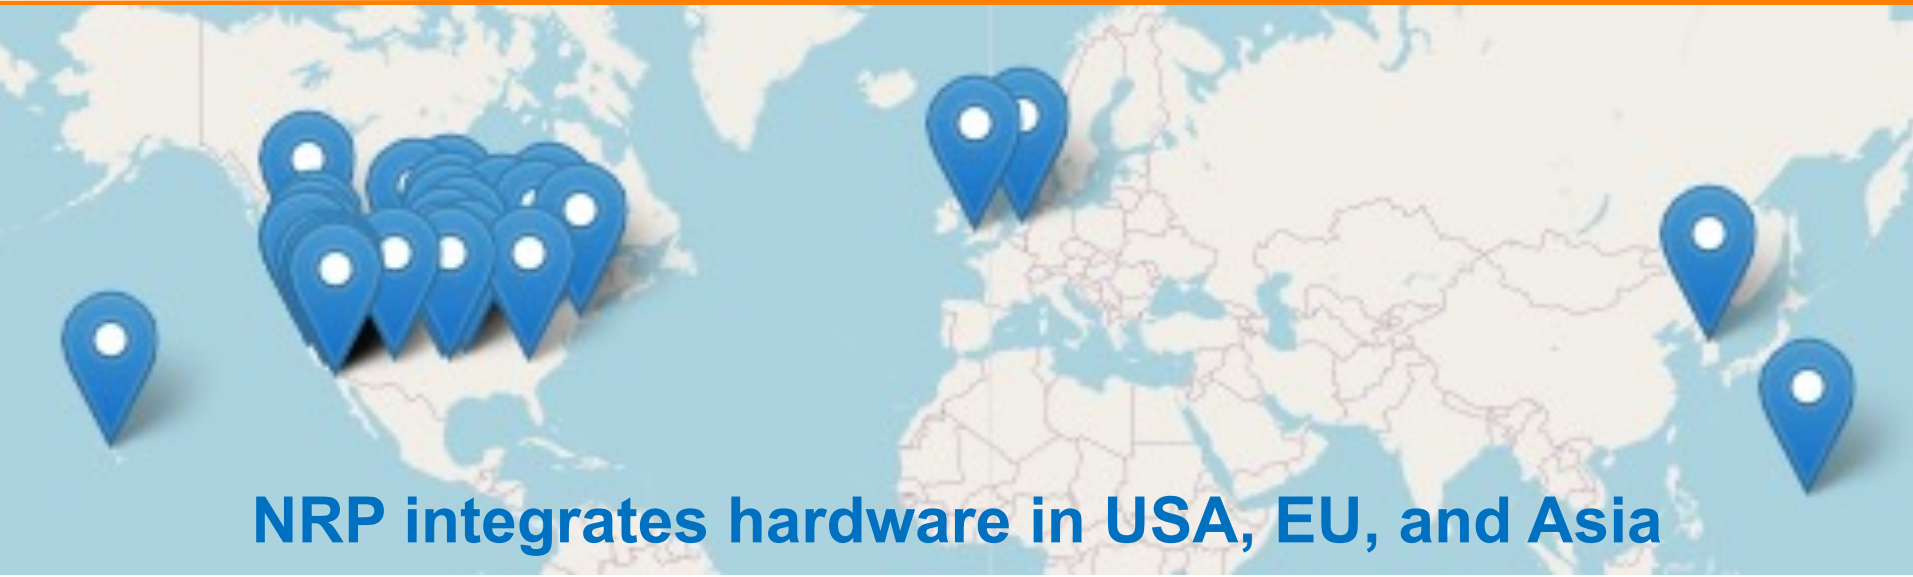 NRP integrates hardware in USA, EU, and Asia